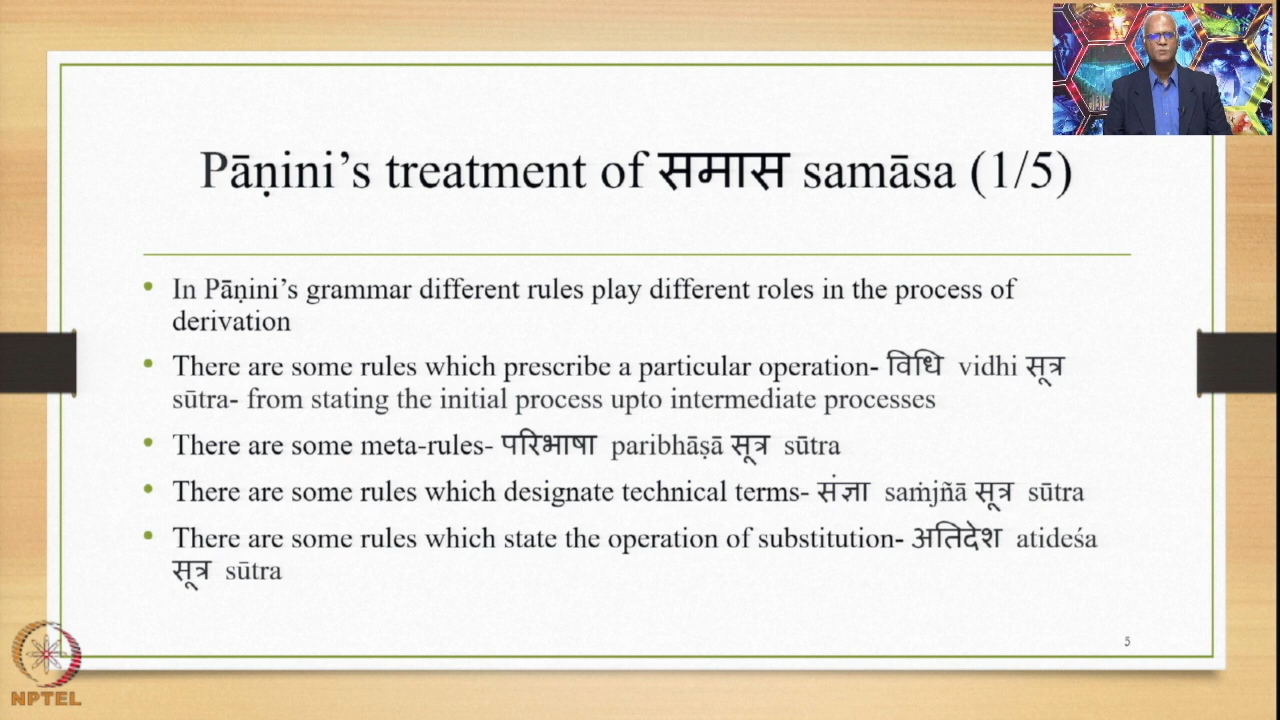 Pāṇini’s treatment of समास samāsa (1/5)
• In Pāṇini’s grammar different rules play different roles in the process of
derivation
• There are some rules which prescribe a particular operation- विधि vidhi सूत्र
sūtra- from stating the initial process upto intermediate processes
• There are some meta-rules- परिभाषा paribhāṣā सूत्र sūtra
• There are some rules which designate technical terms- संज्ञा saṁjñā सूत्र sūtra
• There are some rules which state the operation of substitution- अतिदेश atideśa
सूत्र sūtra
5
NPTEL